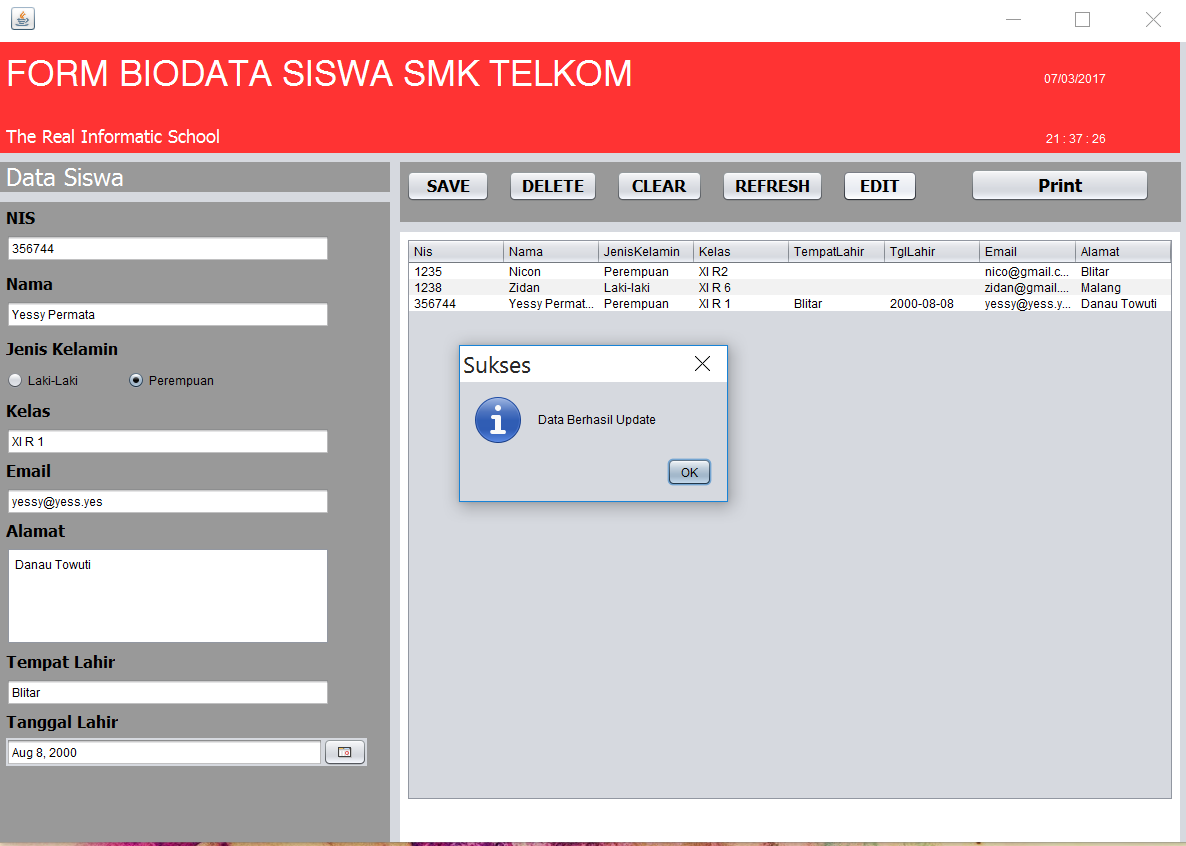 FORM BIODATA SISWA SMK TELKOM
07/03/2017
The Real Informatic School
21 : 37 : 26
Data Siswa
SAVE DELETE CLEAR REFRESH EDIT Print
NIS
356744
Nama
Yessy Permata
Jenis Kelamin
Laki-Laki Perempuan
Kelas
XI R 1
Email
yessy@yess.yes
Alamat
Danau Towuti
Tempat Lahir
Blitar
Tanggal Lahir
Aug 8, 2000
Nis Nama JenisKelamin Kelas TempatLahir TglLahir Email Alamat
1235 Nicon Perempuan XI R2 nico@gmail.c... Blitar
1238 Zidan Laki-laki XI R 6 zidan@gmail.... Malang
356744 Yessy Permat... Perempuan XI R 1 Blitar 2000-08-08 yessy@yess.y... Danau Towuti
Sukses
Data Berhasil Update
OK